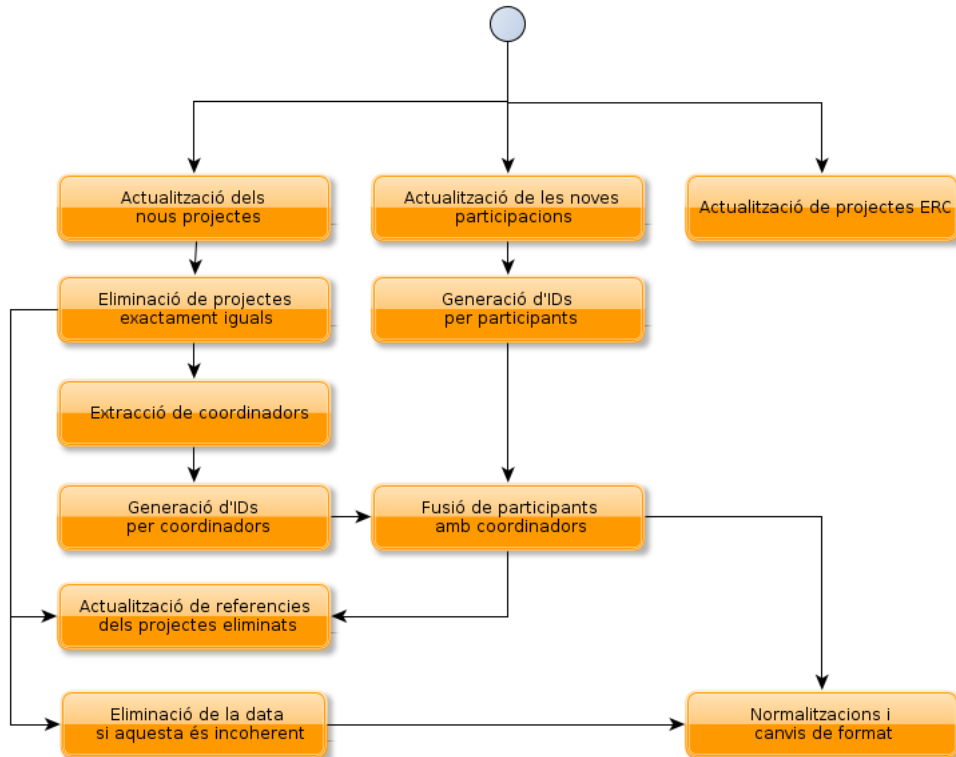 Actualització dels
nous projectes
Actualització de les noves
participacions
Actualització de projectes ERC
Eliminació de projectes
exactament iguals
Generació d'IDs
per participants
Extracció de coordinadors
Generació d'IDs
per coordinadors
Fusió de participants
amb coordinadors
Actualització de referencies
dels projectes eliminats
Eliminació de la data
si aquesta és incoherent
Normalitzacions i
canvis de format